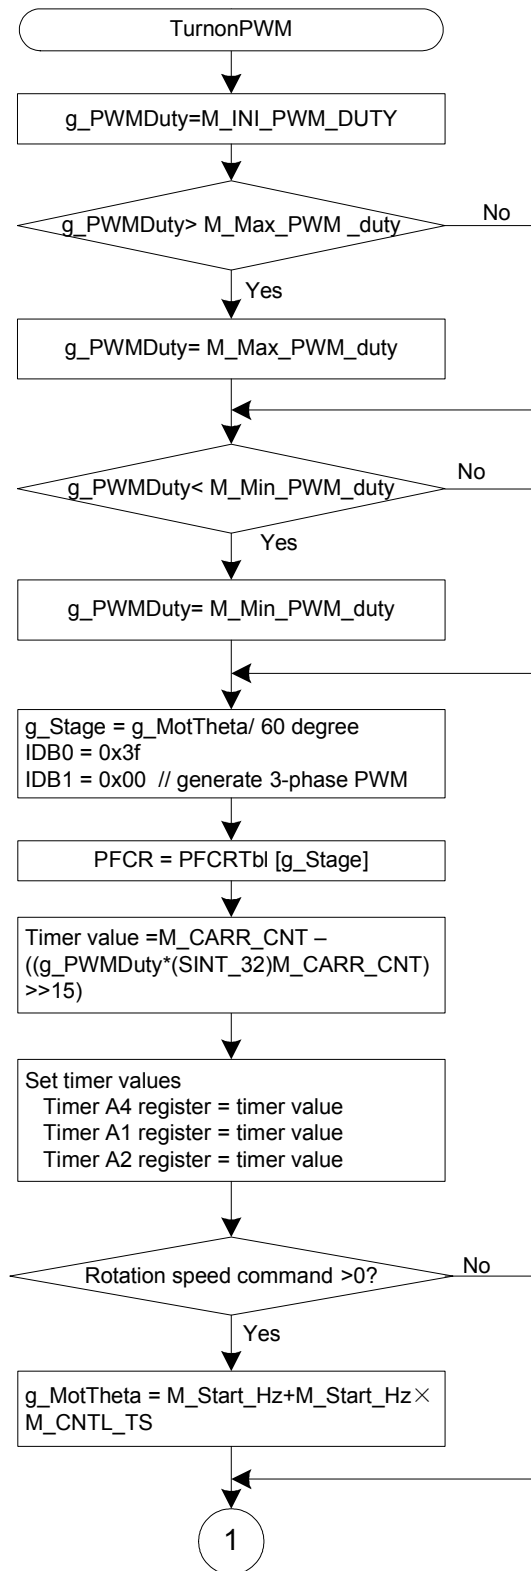 TurnonPWM
g_PWMDuty=M_INI_PWM_DUTY
g_PWMDuty> M_Max_PWM _duty
No
Yes
g_PWMDuty= M_Max_PWM_duty
g_PWMDuty< M_Min_PWM_duty
No
Yes
g_PWMDuty= M_Min_PWM_duty
g_Stage = g_MotTheta/ 60 degree
IDB0 = 0x3f
IDB1 = 0x00  // generate 3-phase PWM
PFCR = PFCRTbl [g_Stage]
Timer value =M_CARR_CNT –
((g_PWMDuty*(SINT_32)M_CARR_CNT)
>>15)
Set timer values
Timer A4 register = timer value
Timer A1 register = timer value
Timer A2 register = timer value
Rotation speed command >0?
No
Yes
g_MotTheta = M_Start_Hz+M_Start_Hz×
M_CNTL_TS
1